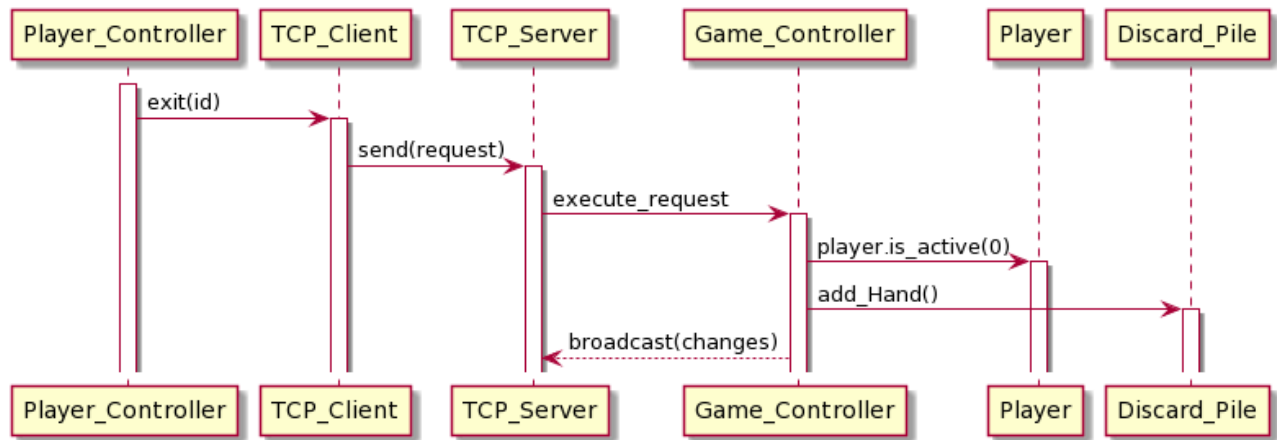 Player_Controller
TCP_Client
TCP_Server
Game_Controller
Player
Discard_Pile
exit(id)
send(request)
execute_request
player.is_active(0)
add_Hand()
broadcast(changes)
Player_Controller
TCP_Client
TCP_Server
Game_Controller
Player
Discard_Pile